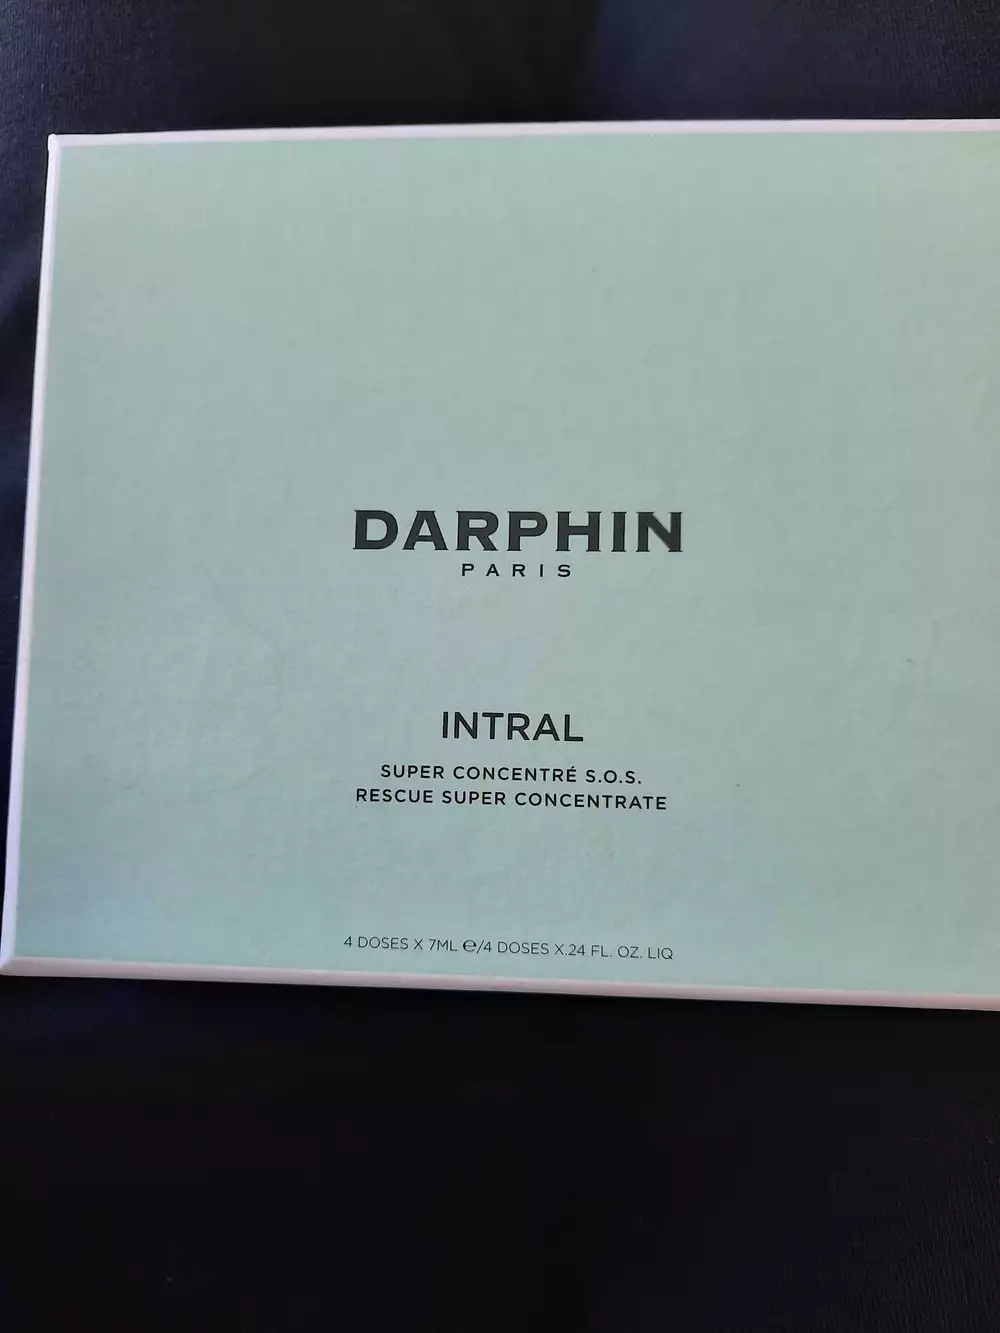 DARPHIN
PARIS
INTRAL
SUPER CONCENTRÉ S.O.S.
RESCUE SUPER CONCENTRATE
4 DOSES X 7ML ℮/4 DOSES X.24 FL. OZ. LIQ